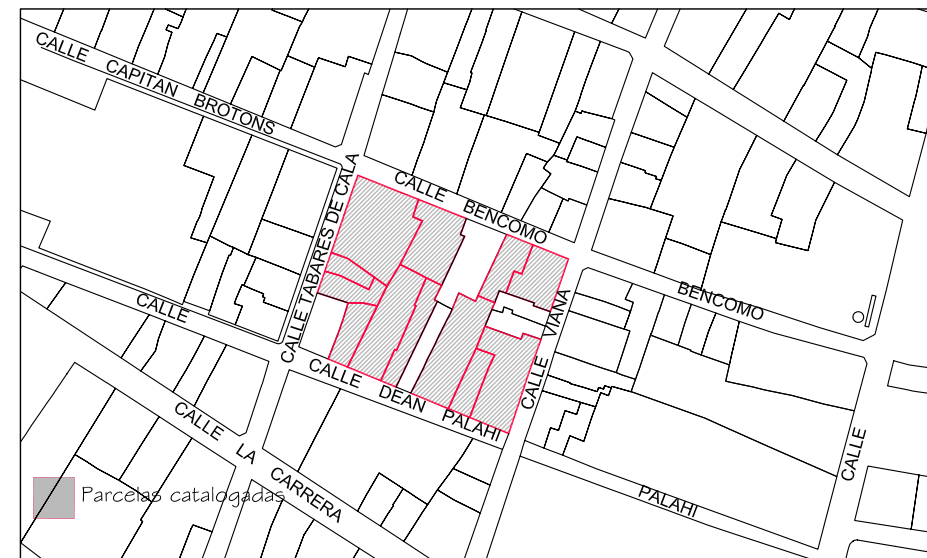 CALLE CAPITAN BROTONS
CALLE TABARES DE CALA
CALLE BENCOMO
BENCOMO
CALLE VIANA
CALLE
CALLE DEAN PALAHI
CALLE LA CARRERA
CALLE
PALAHI
Parcelas catalogadas